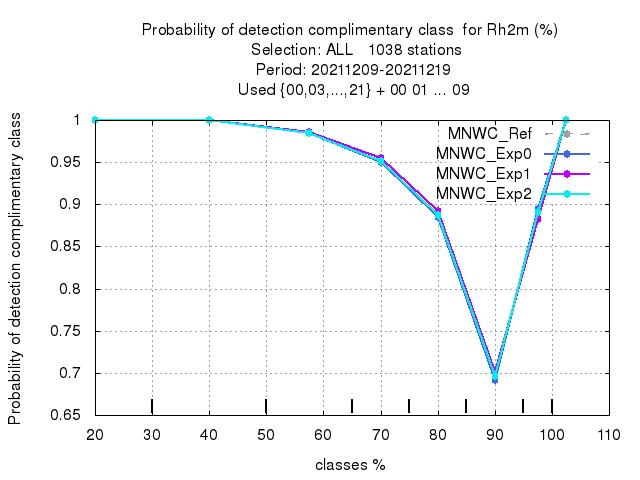 Probability of detection complimentary class for Rh2m (%)
Selection: ALL 1038 stations
Period: 20211209-20211219
Used {00,03,...,21} + 00 01 ... 09
Probability of detection complimentary class
1
0.95
0.9
0.85
0.8
0.75
0.7
0.65
MNWC_Ref
MNWC_Exp0
MNWC_Exp1
MNWC_Exp2
20 30 40 50 60 70 80 90 100 110
classes %